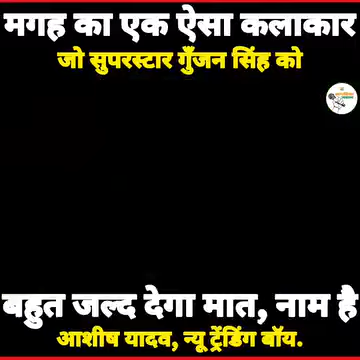 मगह का एक ऐसा कलाकार
जो सुपरस्टार गुँजन सिंह को
बहुत जल्द देगा मात, नाम है
आशीष यादव, न्यू ट्रेंडिंग बॉय.